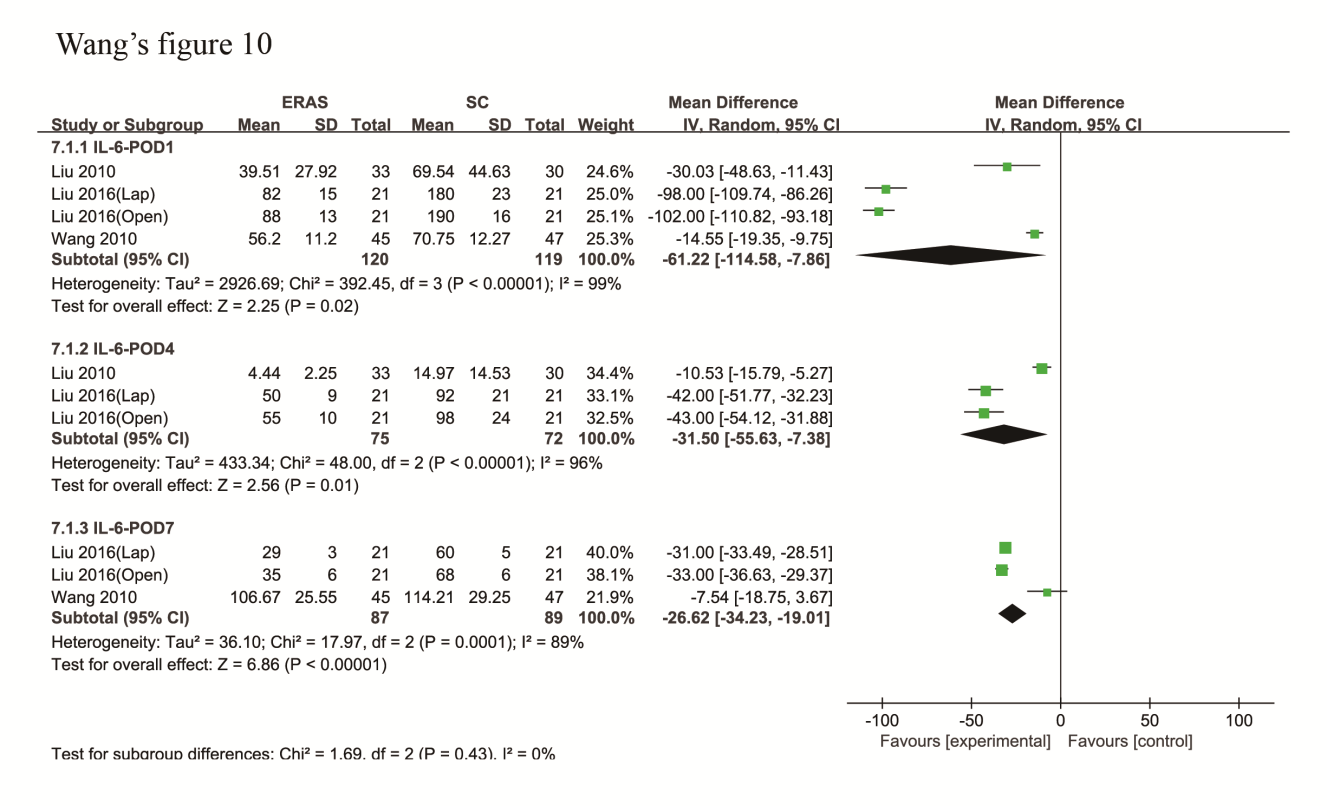 Wang’s figure 10
ERAS SC Mean Difference Mean Difference
Study or Subgroup Mean SD Total Mean SD Total Weight IV, Random, 95% CI IV, Random, 95% CI
7.1.1 IL-6-POD1
Liu 2010 39.51 27.92 33 69.54 44.63 30 24.6% -30.03 [-48.63, -11.43]
Liu 2016(Lap) 82 15 21 180 23 21 25.0% -98.00 [-109.74, -86.26]
Liu 2016(Open) 88 13 21 190 16 21 25.1% -102.00 [-110.82, -93.18]
Wang 2010 56.2 11.2 45 70.75 12.27 47 25.3% -14.55 [-19.35, -9.75]
Subtotal (95% CI) 120 119 100.0% -61.22 [-114.58, -7.86]
Heterogeneity: Tau² = 2926.69; Chi² = 392.45, df = 3 (P < 0.00001); I² = 99%
Test for overall effect: Z = 2.25 (P = 0.02)
7.1.2 IL-6-POD4
Liu 2010 4.44 2.25 33 14.97 14.53 30 34.4% -10.53 [-15.79, -5.27]
Liu 2016(Lap) 50 9 21 92 21 21 33.1% -42.00 [-51.77, -32.23]
Liu 2016(Open) 55 10 21 98 24 21 32.5% -43.00 [-54.12, -31.88]
Subtotal (95% CI) 75 72 100.0% -31.50 [-55.63, -7.38]
Heterogeneity: Tau² = 433.34; Chi² = 48.00, df = 2 (P < 0.00001); I² = 96%
Test for overall effect: Z = 2.56 (P = 0.01)
7.1.3 IL-6-POD7
Liu 2016(Lap) 29 3 21 60 5 21 40.0% -31.00 [-33.49, -28.51]
Liu 2016(Open) 35 6 21 68 6 21 38.1% -33.00 [-36.63, -29.37]
Wang 2010 106.67 25.55 45 114.21 29.25 47 21.9% -7.54 [-18.75, 3.67]
Subtotal (95% CI) 87 89 100.0% -26.62 [-34.23, -19.01]
Heterogeneity: Tau² = 36.10; Chi² = 17.97, df = 2 (P = 0.0001); I² = 89%
Test for overall effect: Z = 6.86 (P < 0.00001)
-100 -50 0 50 100
Favours [experimental] Favours [control]
Test for subgroup differences: Chi² = 1.69, df = 2 (P = 0.43), I² = 0%